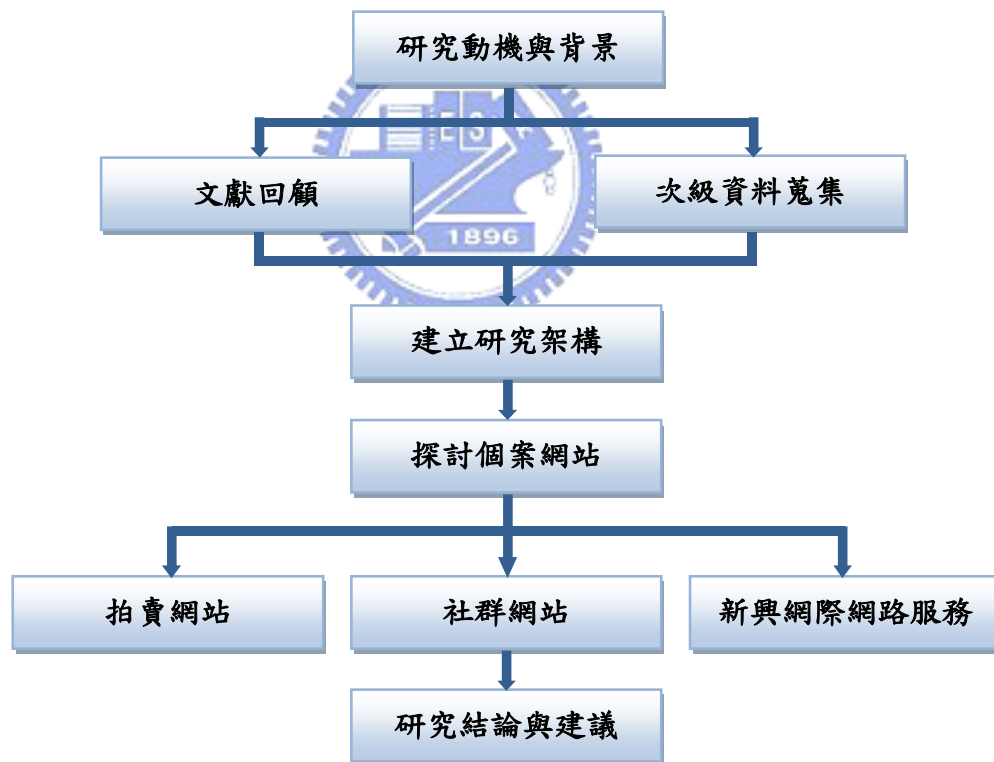 研究動機與背景
ES
文獻回顧
次級資料蒐集
1896
建立研究架構
探討個案網站
拍賣網站
社群網站
新興網際網路服務
研究結論與建議